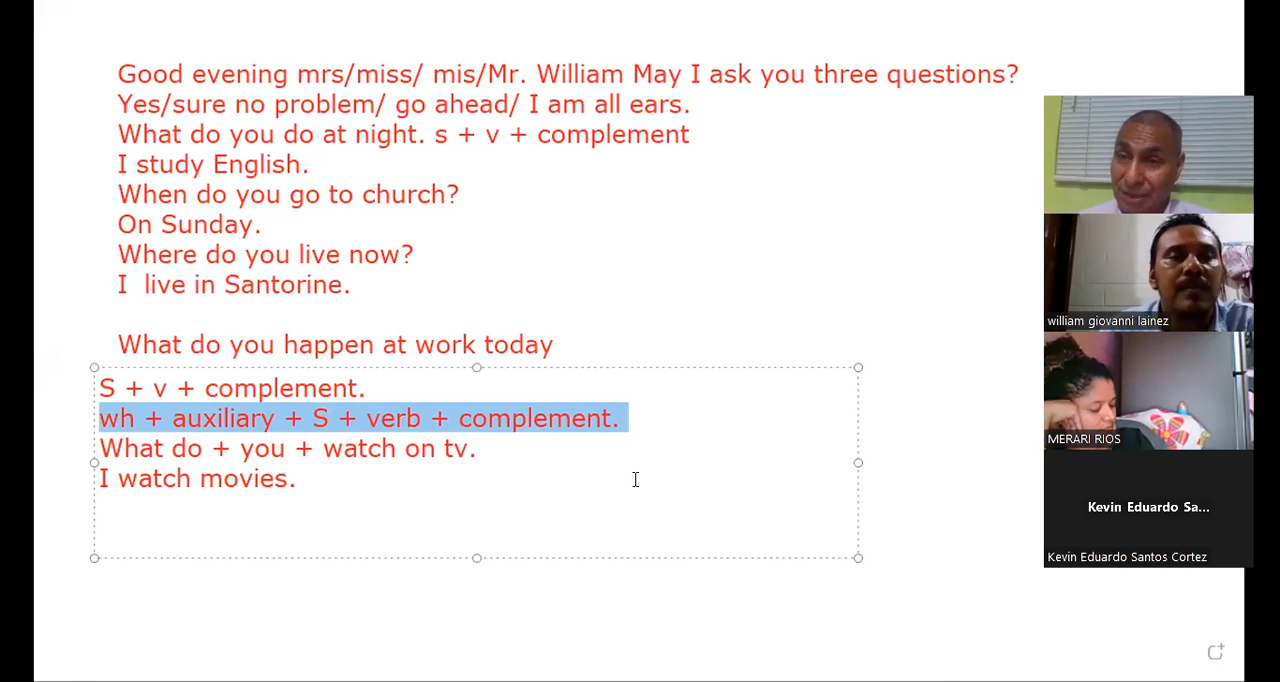 Good evening mrs/miss/ mis/Mr. William May I ask you three questions?
Yes/sure no problem/ go ahead/ I am all ears.
What do you do at night. s + v + complement
I study English.
When do you go to church?
On Sunday.
Where do you live now?
I  live in Santorine.
What do you happen at work today
S + v + complement.
wh + auxiliary + S + verb + complement.
What do + you + watch on tv.
I watch movies.
william giovanni lainez
MERARI RIOS
Kevin Eduardo Sa...
Kevin Eduardo Santos Cortez